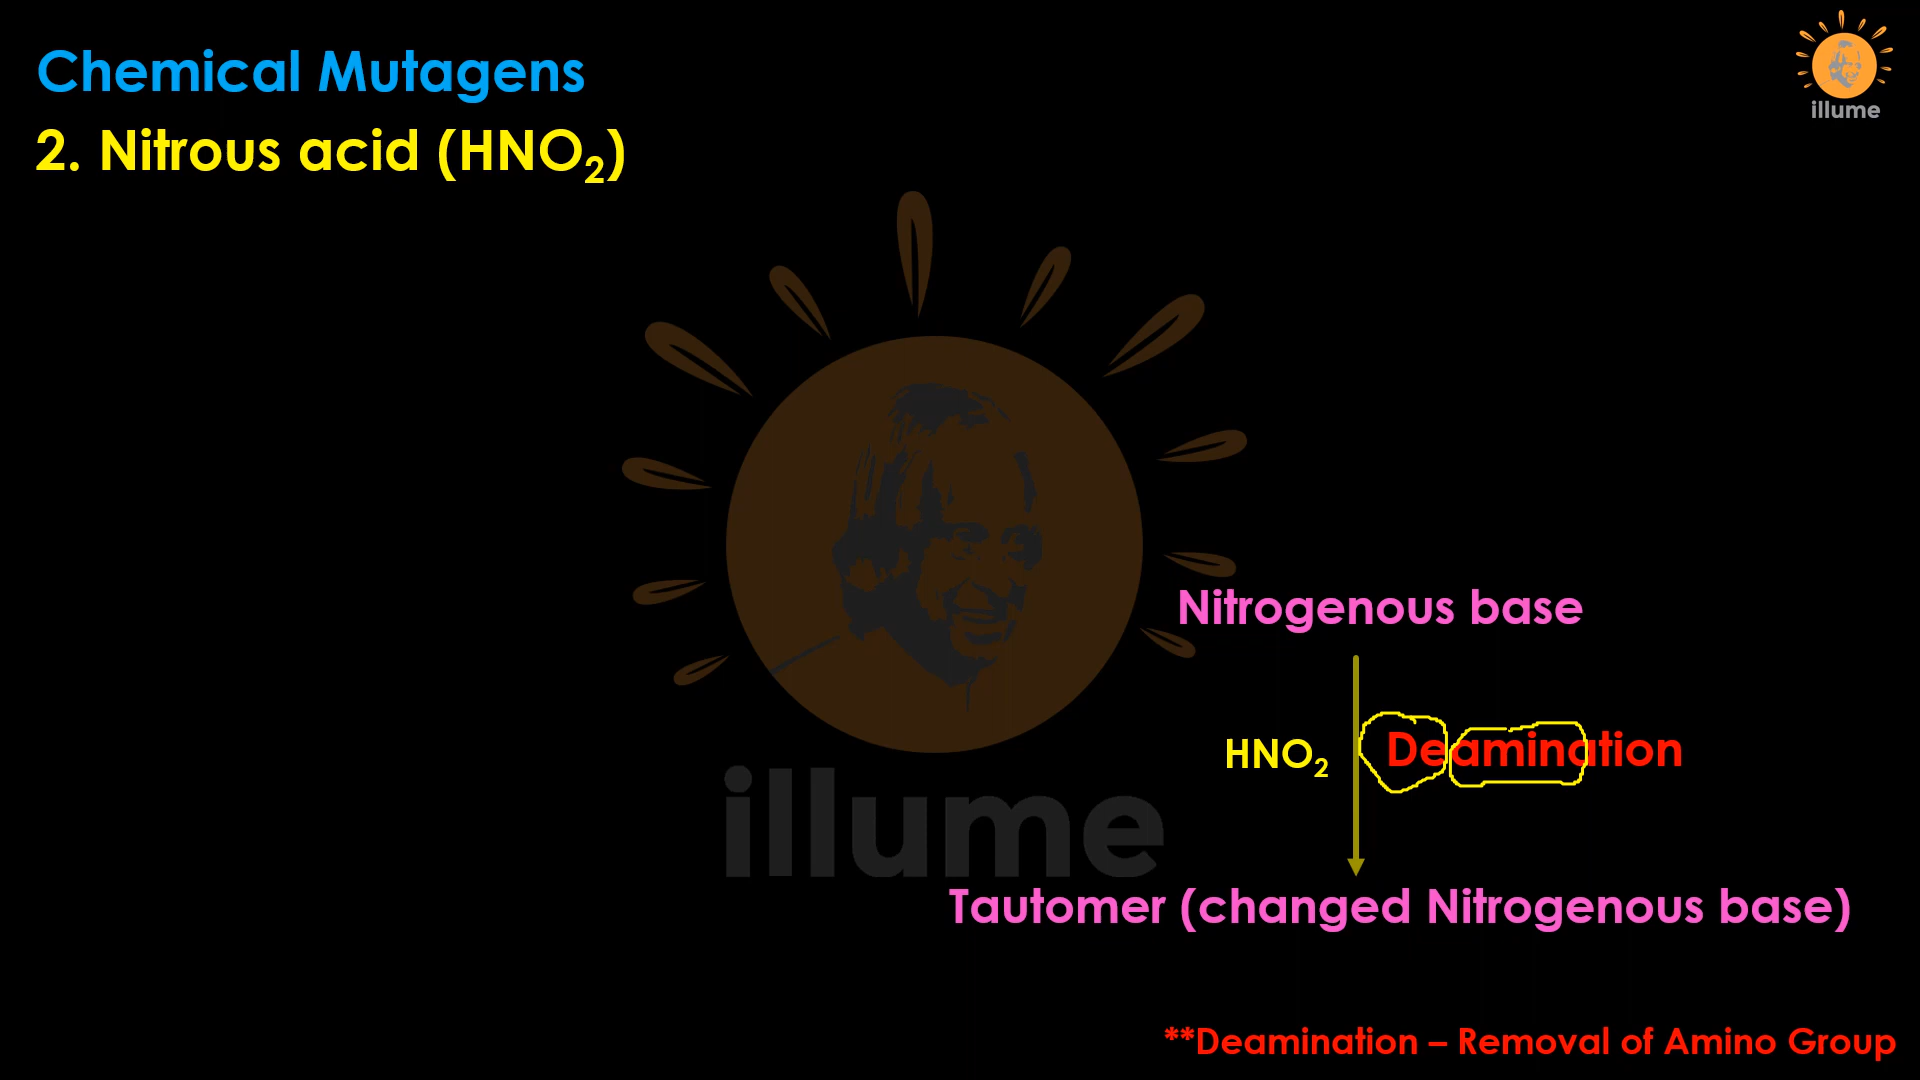 Chemical Mutagens
illume
2. Nitrous acid (HNO₂)
Nitrogenous base
HNO₂ Deamination
illume
Tautomer (changed Nitrogenous base)
**Deamination – Removal of Amino Group